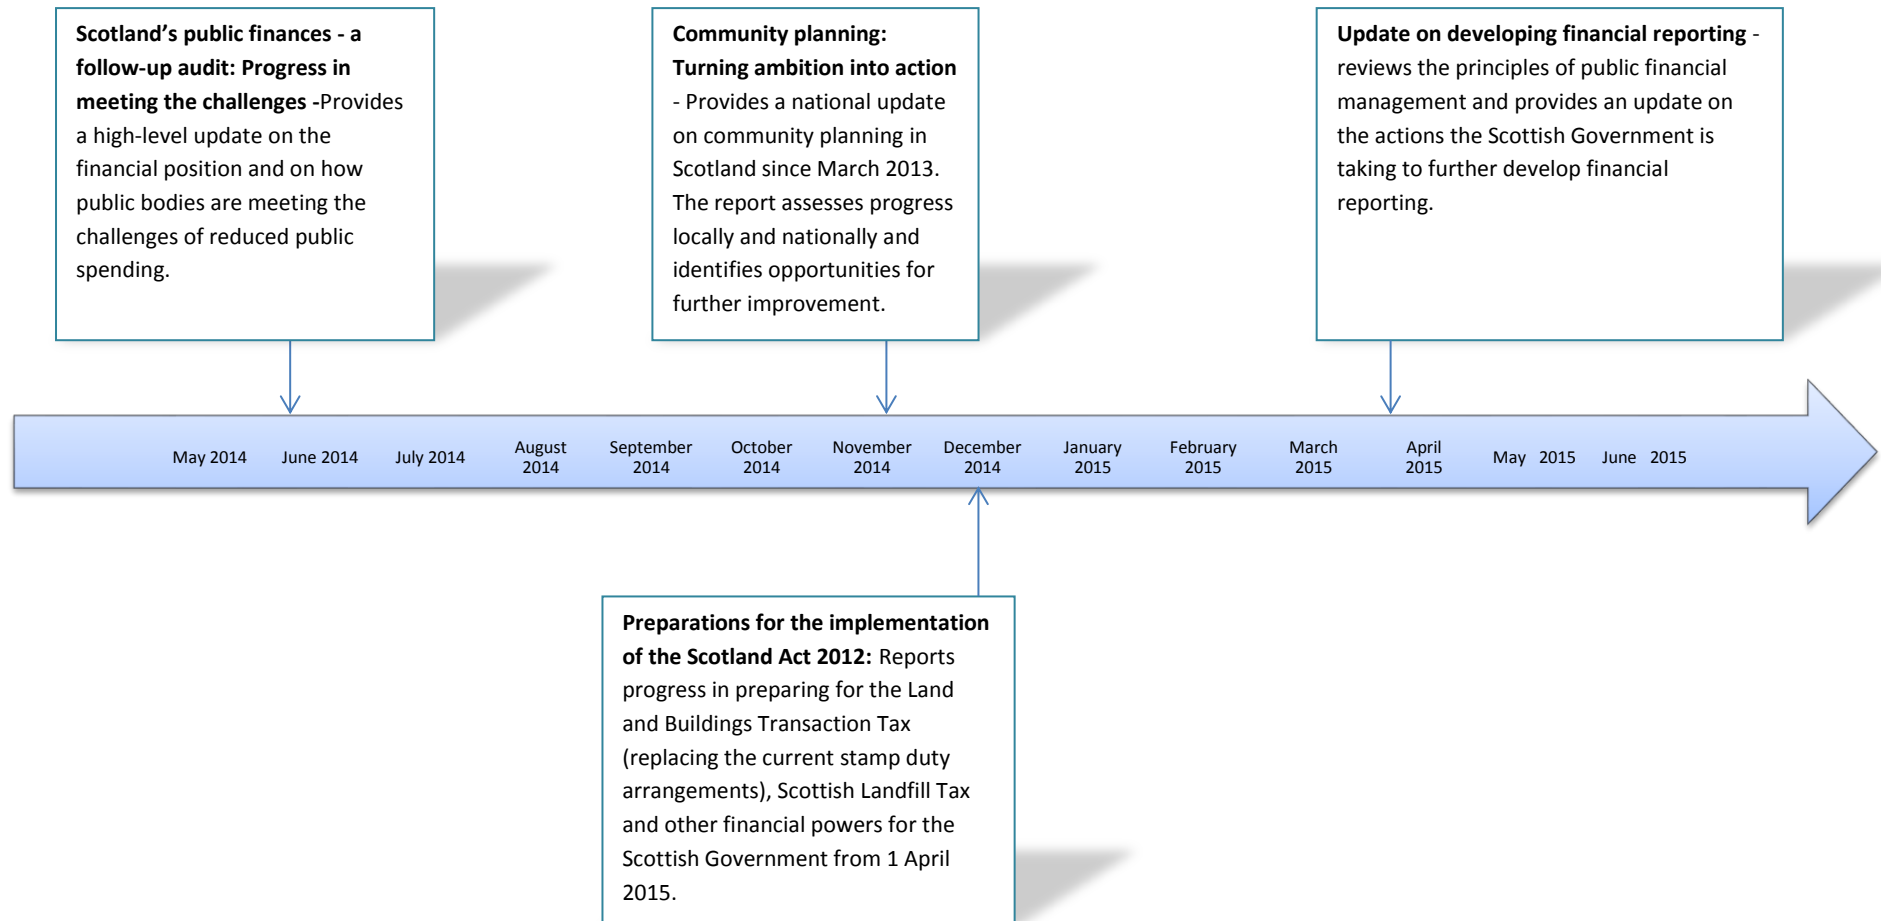 Scotland’s public finances - a
follow-up audit: Progress in
meeting the challenges -Provides
a high-level update on the
financial position and on how
public bodies are meeting the
challenges of reduced public
spending.
Community planning:
Turning ambition into action
- Provides a national update
on community planning in
Scotland since March 2013.
The report assesses progress
locally and nationally and
identifies opportunities for
further improvement.
Update on developing financial reporting -
reviews the principles of public financial
management and provides an update on
the actions the Scottish Government is
taking to further develop financial
reporting.
May 2014
June 2014
July 2014
August
2014
September
2014
October
2014
November
2014
December
2014
January
2015
February
2015
March
2015
April
2015
May 2015
June 2015
Preparations for the implementation
of the Scotland Act 2012: Reports
progress in preparing for the Land
and Buildings Transaction Tax
(replacing the current stamp duty
arrangements), Scottish Landfill Tax
and other financial powers for the
Scottish Government from 1 April
2015.